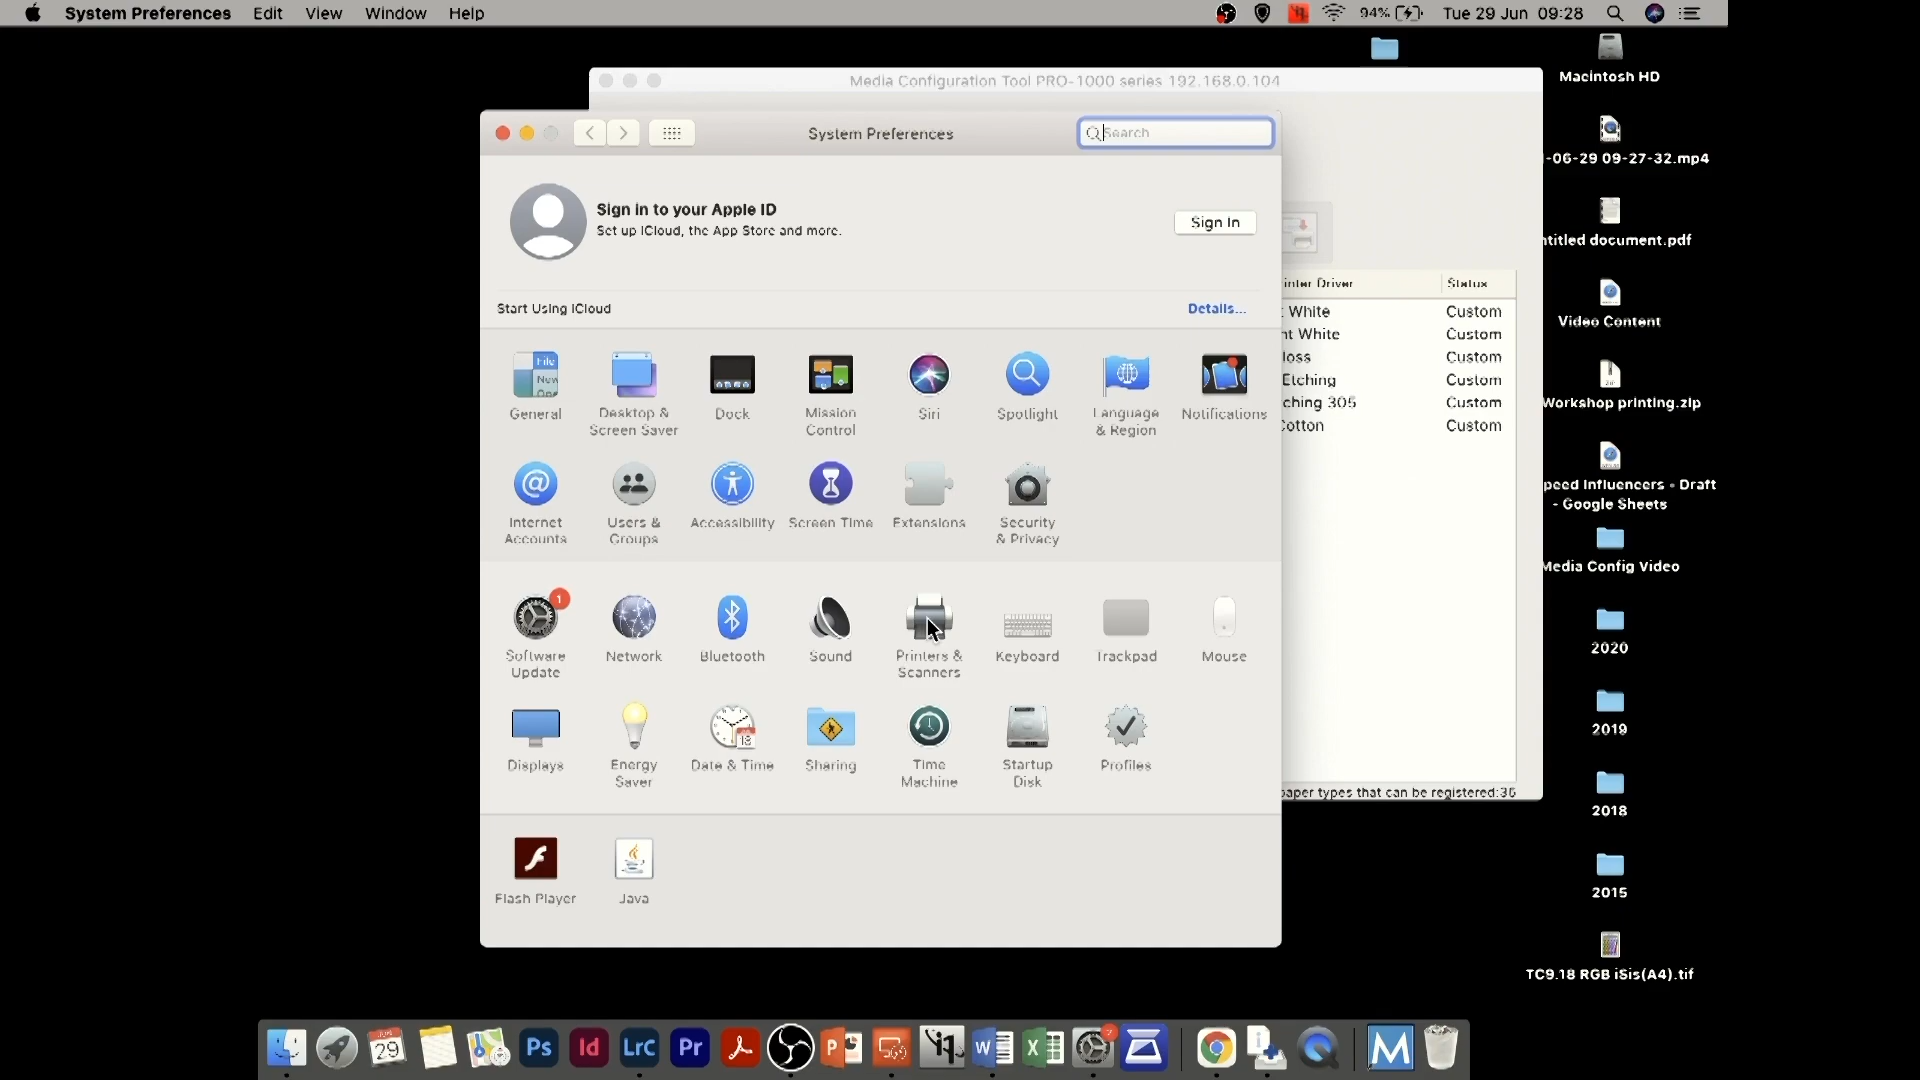 System Preferences Edit View Window Help
94% Tue 29 Jun 09:28
Media Configuration Tool PRO-1000 series 192.168.0.104
System Preferences
Search
Sign in to your Apple ID
Set up iCloud, the App Store and more.
Sign In
Start Using iCloud
Details...
General
Desktop &
Screen Saver
Dock
Mission
Control
Siri
Spotlight
Language
& Region
Notifications
Internet
Accounts
Users &
Groups
Accessibility
Screen Time
Extensions
Security
& Privacy
1
Software
Update
Network
Bluetooth
Sound
Printers &
Scanners
Keyboard
Trackpad
Mouse
Displays
Energy
Saver
Date & Time
Sharing
Time
Machine
Startup
Disk
Profiles
Flash Player
Java
inter Driver Status
t White Custom
nt White Custom
loss Custom
Etching Custom
ching 305 Custom
Cotton Custom
paper types that can be registered:36
Macintosh HD
-06-29 09-27-32.mp4
ntitled document.pdf
Video Content
Workshop printing.zip
peed Influencers - Draft
- Google Sheets
Media Config Video
2020
2019
2018
2015
TC9.18 RGB iSis(A4).tif
29
Ps
Id
LrC
Pr
P
W
X
M